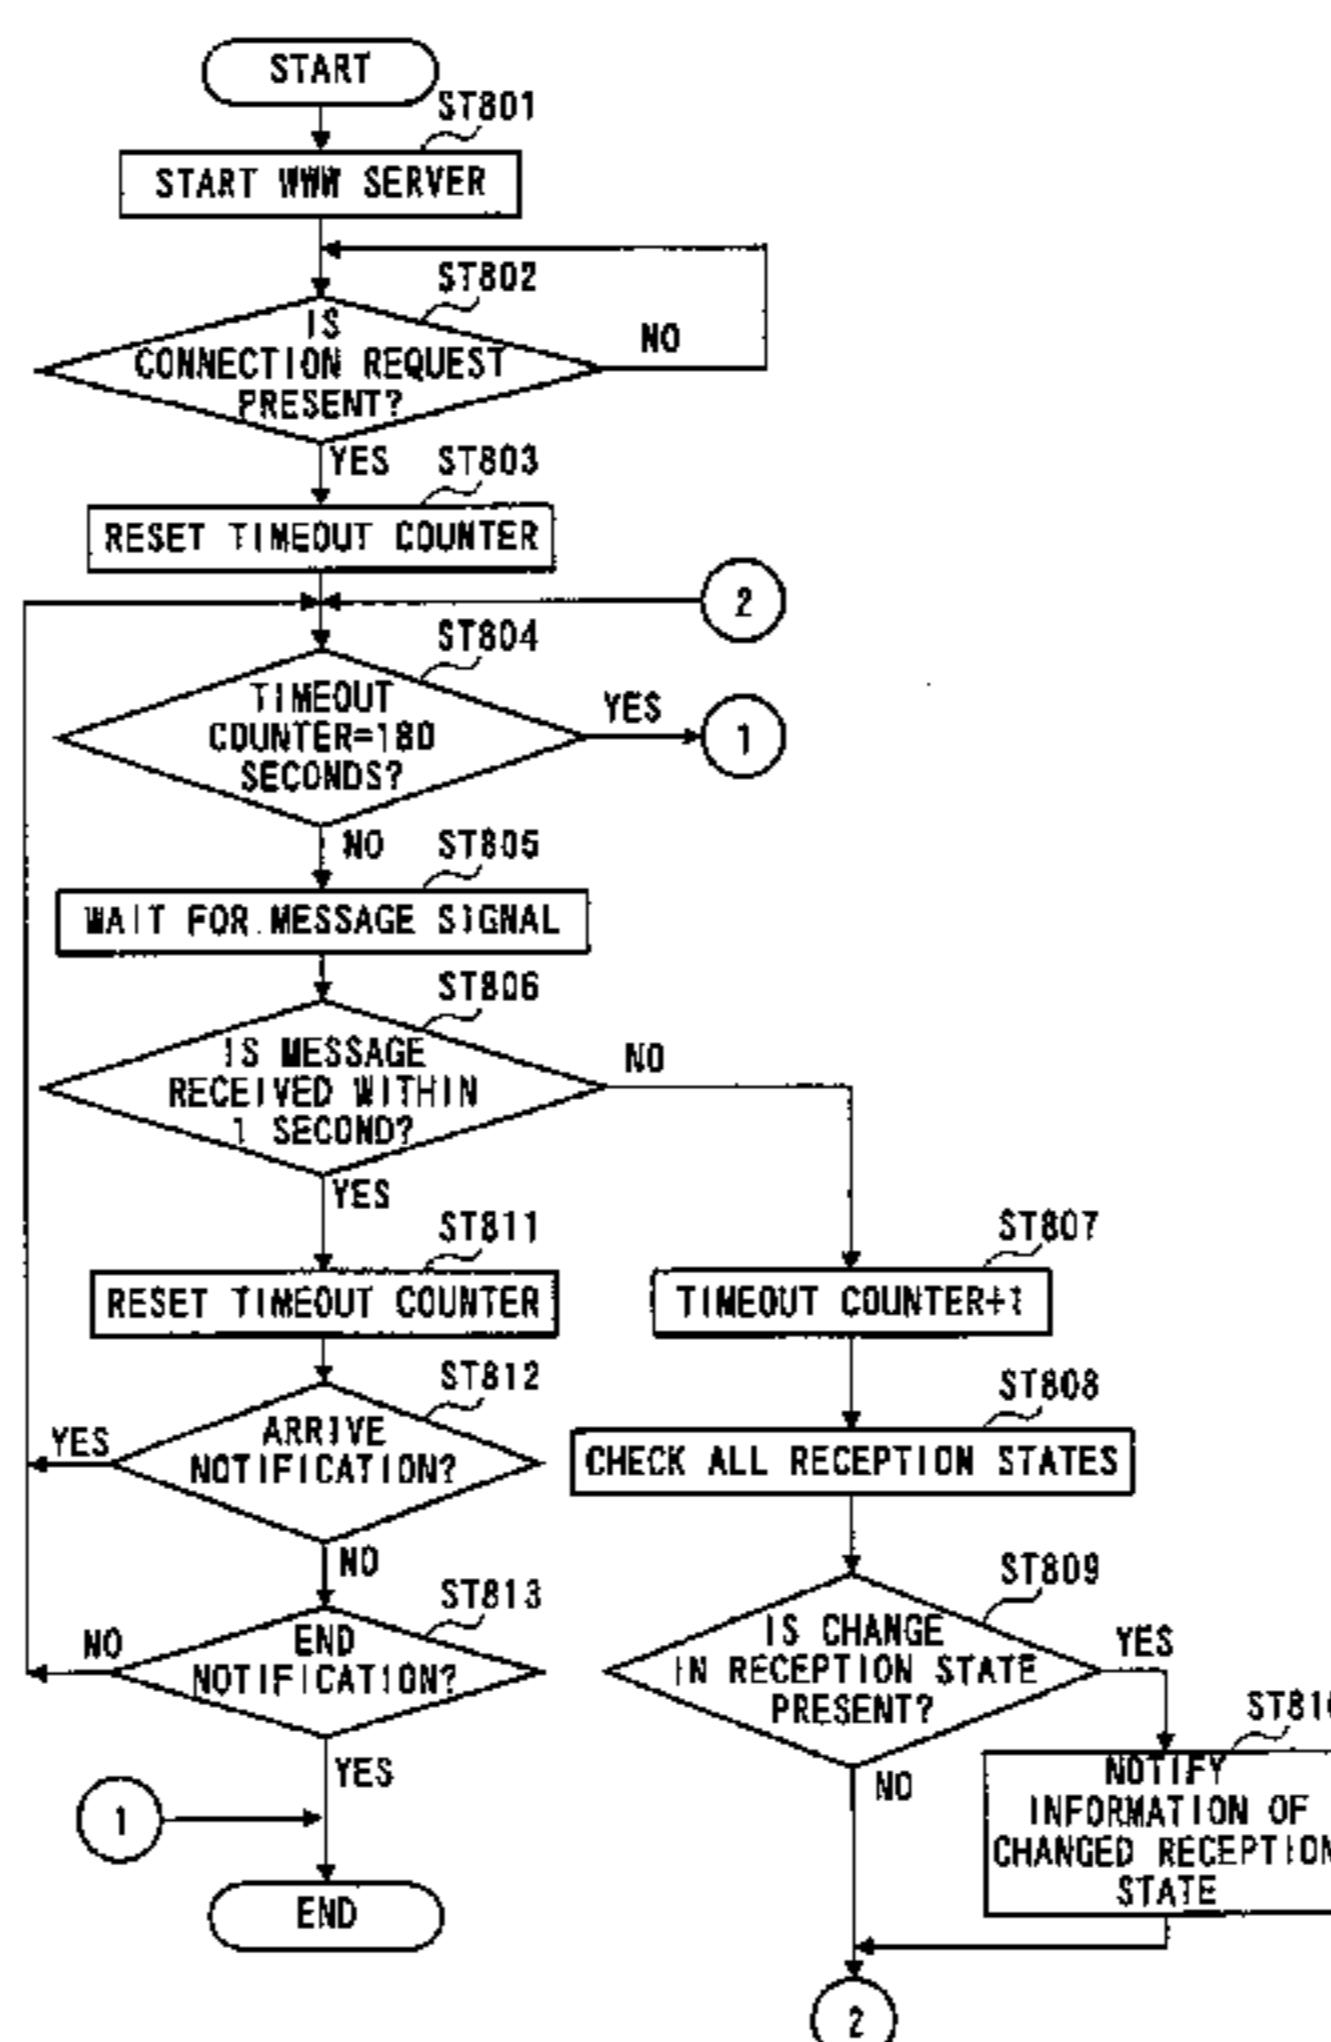 START
ST801
START WWW SERVER
ST802
IS
CONNECTION REQUEST
PRESENT?
NO
YES
ST803
RESET TIMEOUT COUNTER
2
ST804
TIMEOUT
COUNTER=180
SECONDS?
YES
1
NO
ST805
WAIT FOR MESSAGE SIGNAL
ST806
IS MESSAGE
RECEIVED WITHIN
1 SECOND?
NO
YES
ST811
RESET TIMEOUT COUNTER
ST807
TIMEOUT COUNTER+1
ST812
ARRIVE
NOTIFICATION?
YES
NO
ST808
CHECK ALL RECEPTION STATES
ST813
END
NOTIFICATION?
NO
YES
ST809
IS CHANGE
IN RECEPTION STATE
PRESENT?
YES
NO
ST810
NOTIFY
INFORMATION OF
CHANGED RECEPTION
STATE
1
END
2